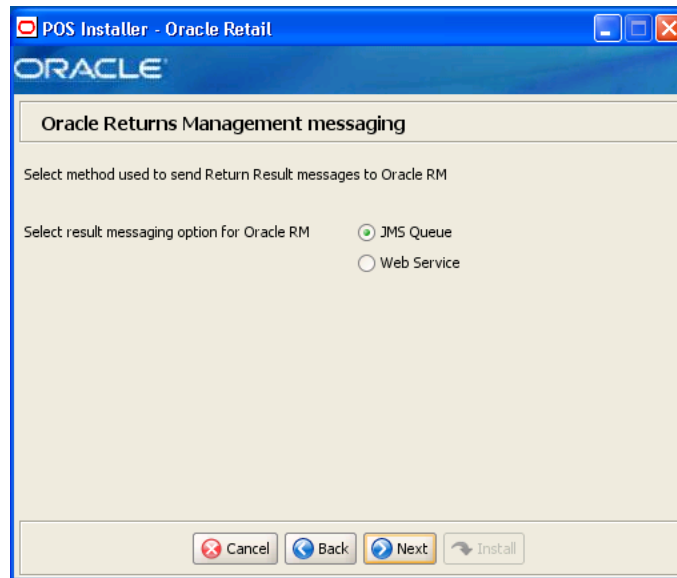 POS Installer - Oracle Retail
ORACLE
Oracle Returns Management messaging
Select method used to send Return Result messages to Oracle RM
Select result messaging option for Oracle RM
JMS Queue
Web Service
Cancel
Back
Next
Install